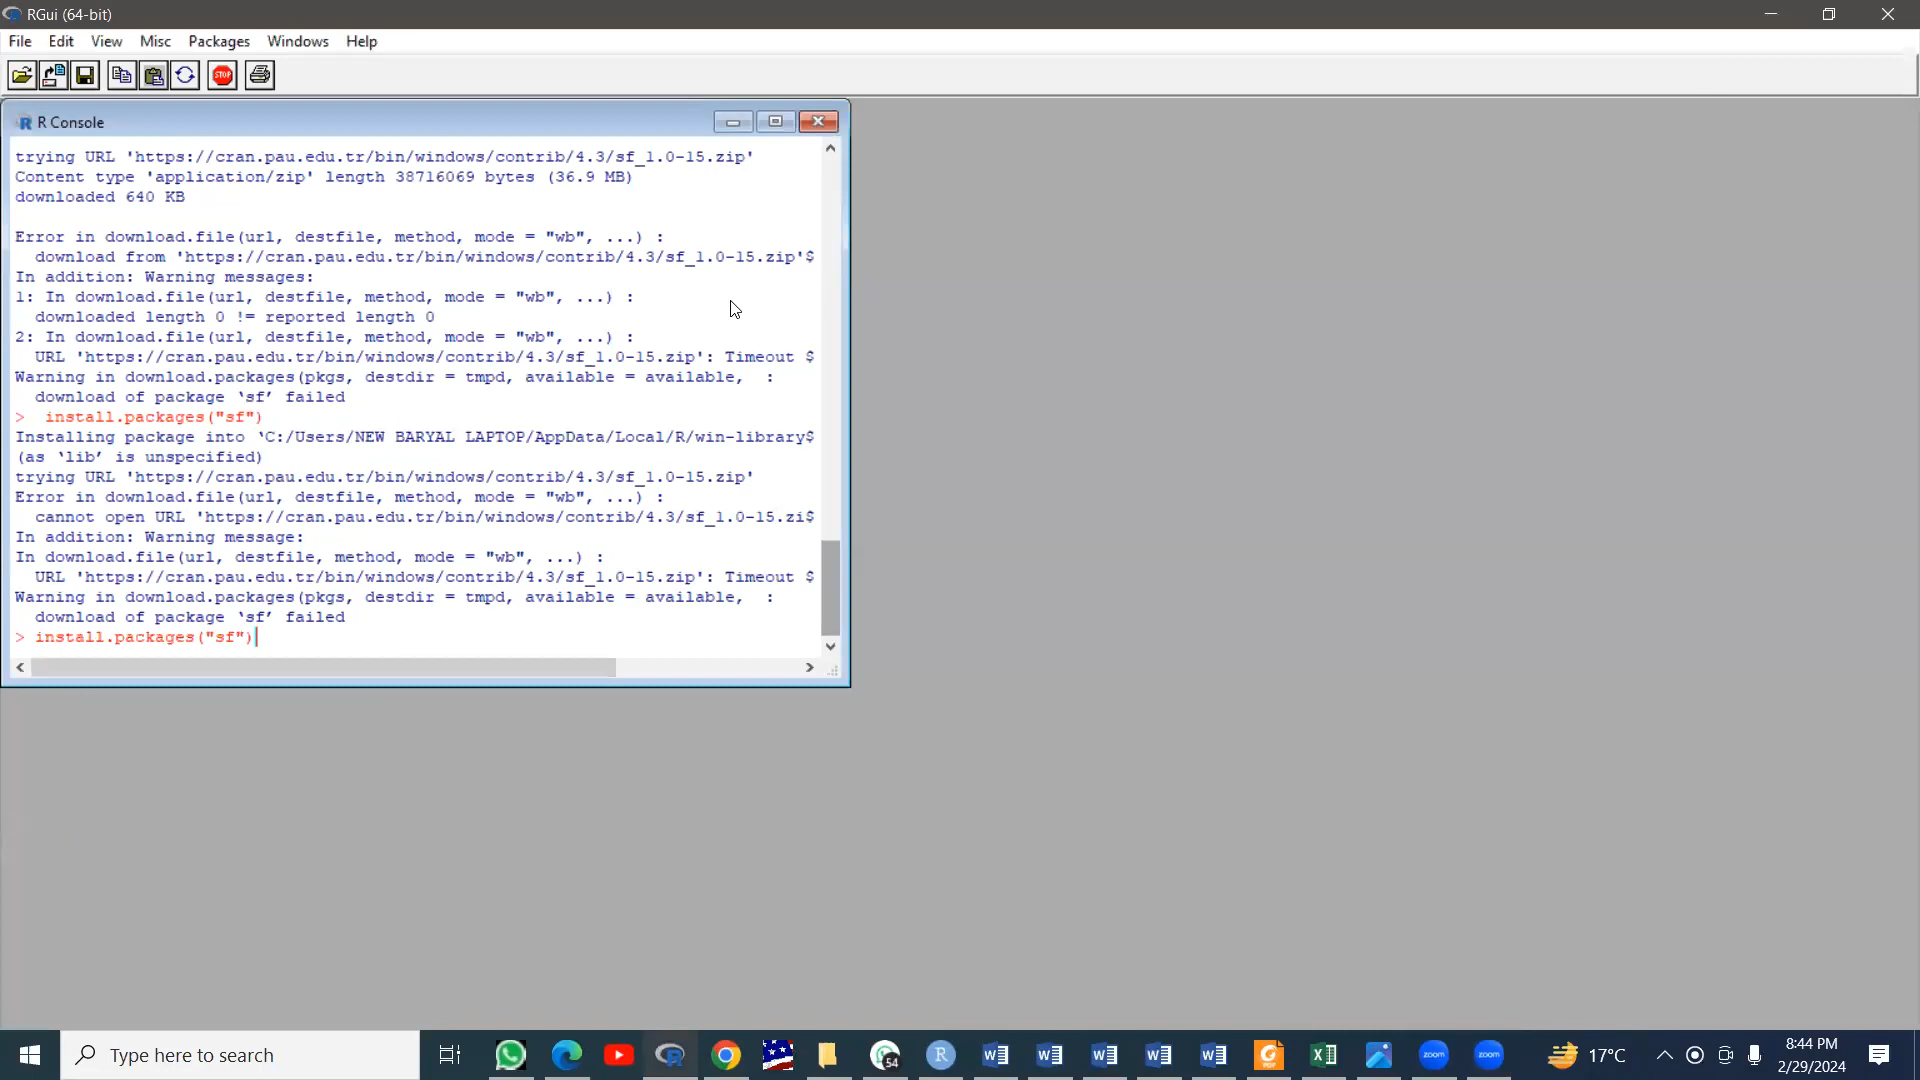 RGui (64-bit)
File Edit View Misc Packages Windows Help
STOP
R Console
trying URL 'https://cran.pau.edu.tr/bin/windows/contrib/4.3/sf_1.0-15.zip'
Content type 'application/zip' length 38716069 bytes (36.9 MB)
downloaded 640 KB
Error in download.file(url, destfile, method, mode = "wb", ...) :
download from 'https://cran.pau.edu.tr/bin/windows/contrib/4.3/sf_1.0-15.zip'$
In addition: Warning messages:
1: In download.file(url, destfile, method, mode = "wb", ...) :
downloaded length 0 != reported length 0
2: In download.file(url, destfile, method, mode = "wb", ...) :
URL 'https://cran.pau.edu.tr/bin/windows/contrib/4.3/sf_1.0-15.zip': Timeout $
Warning in download.packages(pkgs, destdir = tmpd, available = available, :
download of package ‘sf’ failed
> install.packages("sf")
Installing package into ‘C:/Users/NEW BARYAL LAPTOP/AppData/Local/R/win-library$
(as ‘lib’ is unspecified)
trying URL 'https://cran.pau.edu.tr/bin/windows/contrib/4.3/sf_1.0-15.zip'
Error in download.file(url, destfile, method, mode = "wb", ...) :
cannot open URL 'https://cran.pau.edu.tr/bin/windows/contrib/4.3/sf_1.0-15.zi$
In addition: Warning message:
In download.file(url, destfile, method, mode = "wb", ...) :
URL 'https://cran.pau.edu.tr/bin/windows/contrib/4.3/sf_1.0-15.zip': Timeout $
Warning in download.packages(pkgs, destdir = tmpd, available = available, :
download of package ‘sf’ failed
> install.packages("sf")
Type here to search
54
zoom
zoom
17°C
8:44 PM
2/29/2024